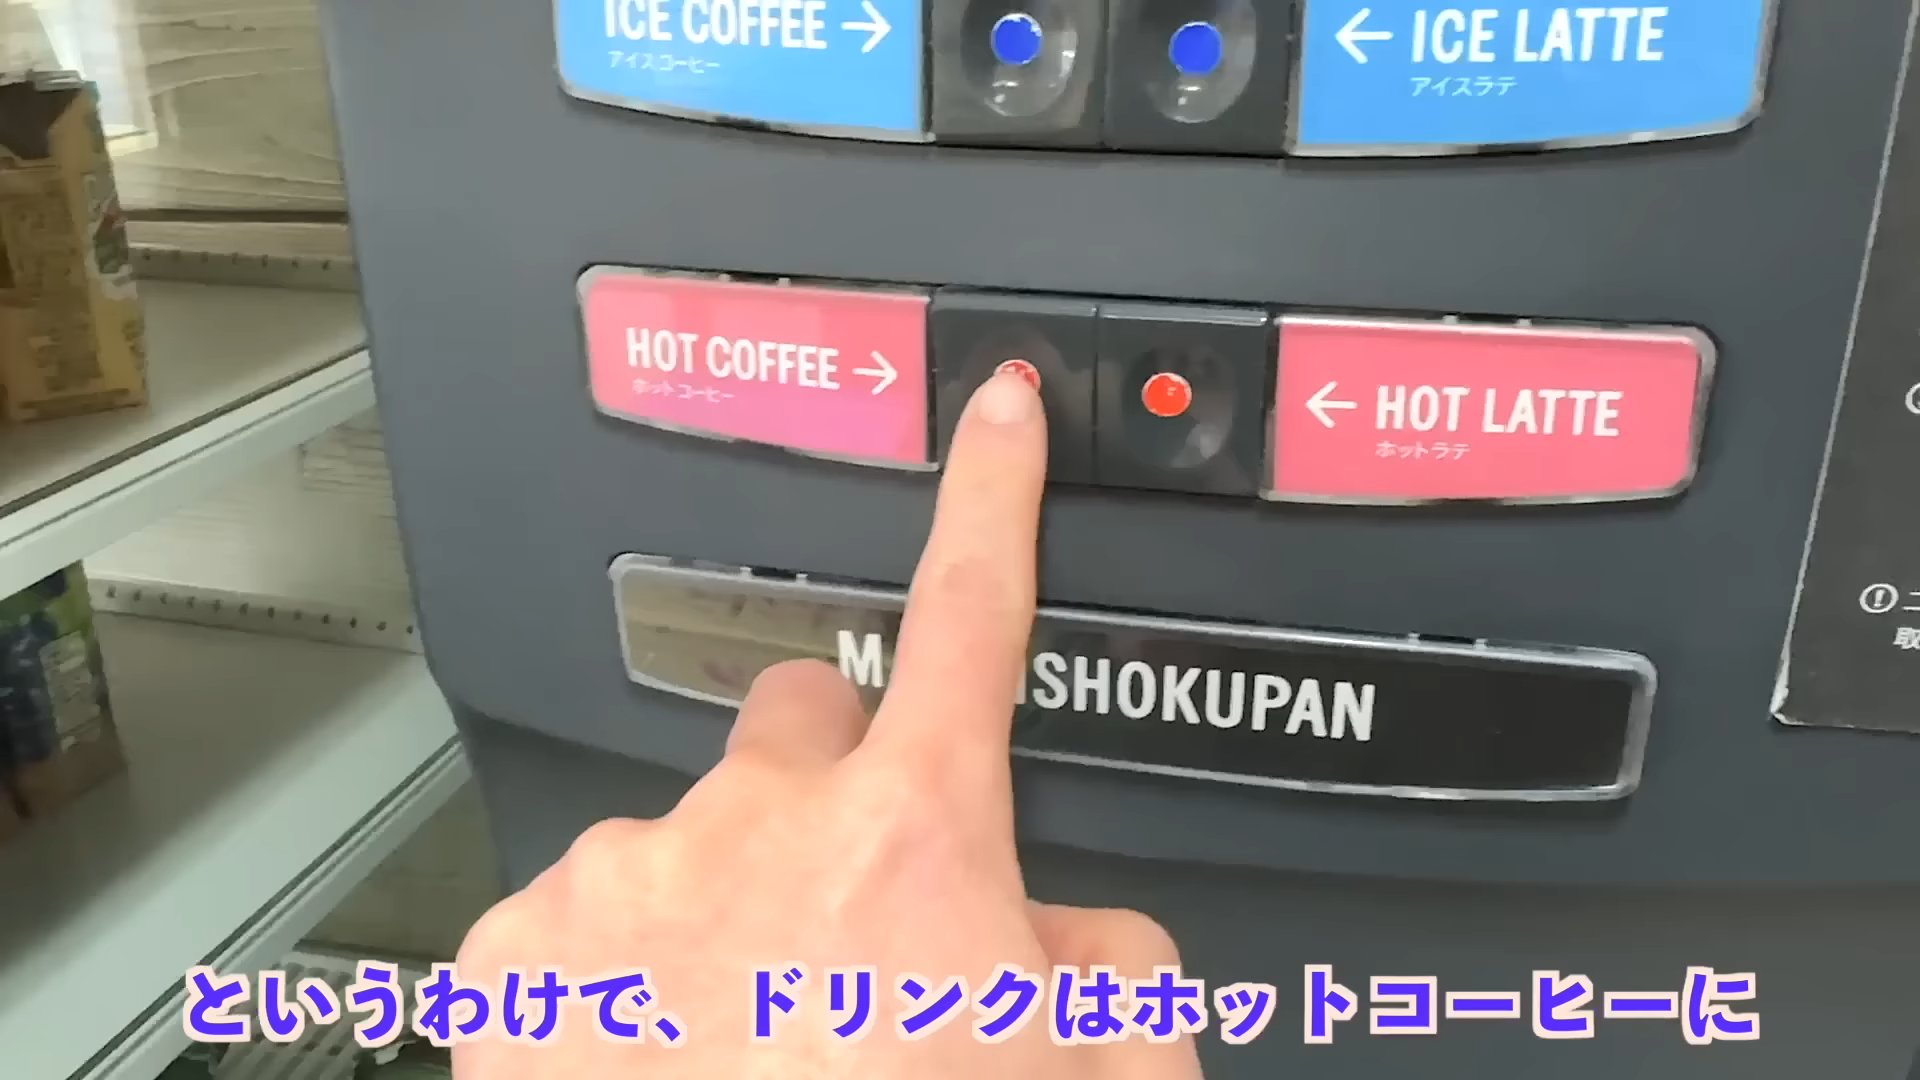 ICE COFFEE →
アイスコーヒー
← ICE LATTE
アイスラテ
HOT COFFEE →
ホットコーヒー
← HOT LATTE
ホットラテ
SHOKUPAN
というわけで、ドリンクはホットコーヒーに